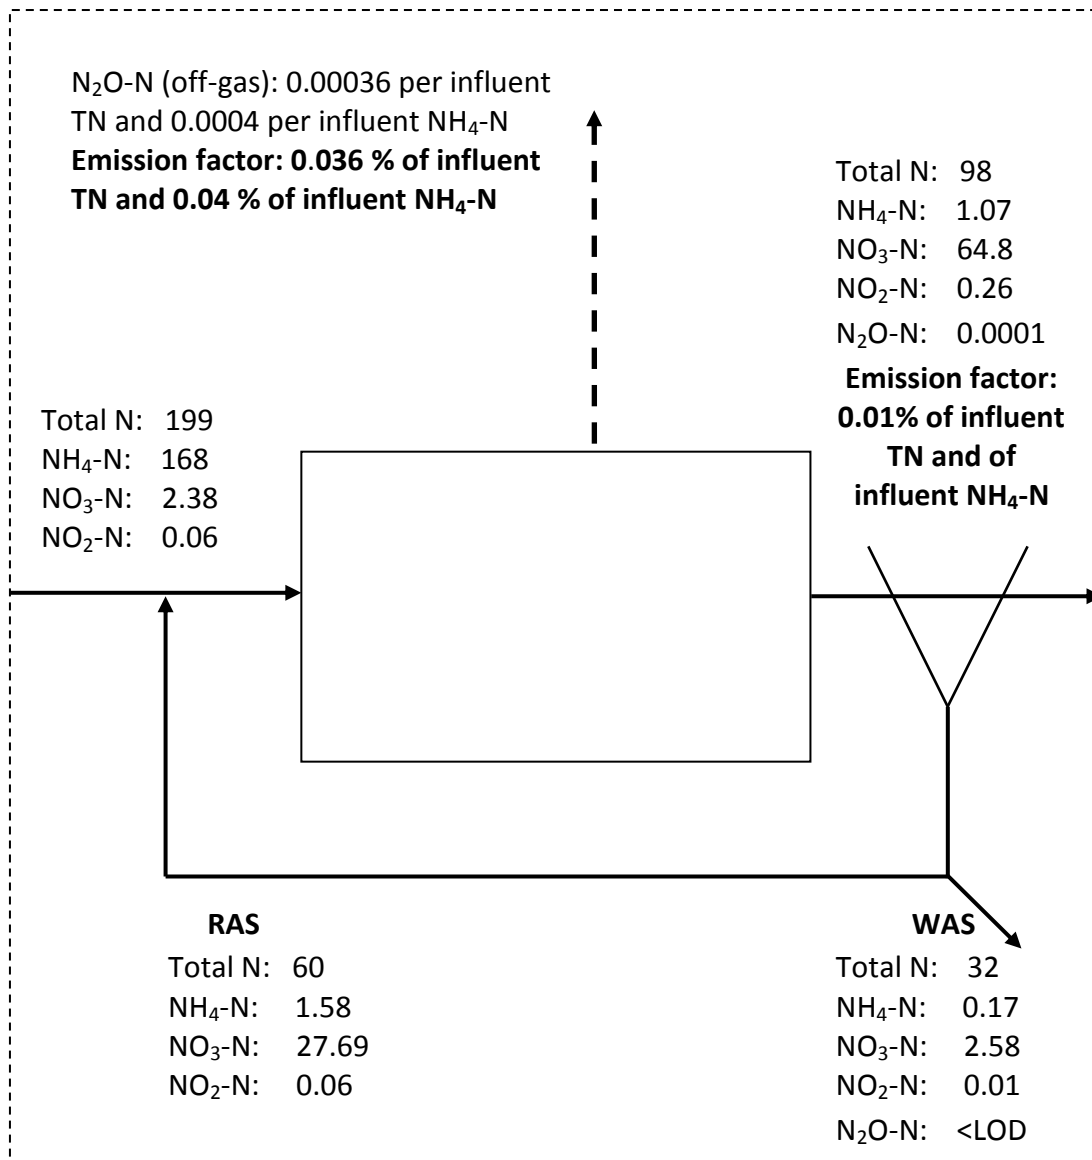 N₂O-N (off-gas): 0.00036 per influent
TN and 0.0004 per influent NH₄-N
Emission factor: 0.036 % of influent
TN and 0.04 % of influent NH₄-N
Total N: 98
NH₄-N: 1.07
NO₃-N: 64.8
NO₂-N: 0.26
N₂O-N: 0.0001
Emission factor:
0.01% of influent
TN and of
influent NH₄-N
Total N: 199
NH₄-N: 168
NO₃-N: 2.38
NO₂-N: 0.06
RAS
Total N: 60
NH₄-N: 1.58
NO₃-N: 27.69
NO₂-N: 0.06
WAS
Total N: 32
NH₄-N: 0.17
NO₃-N: 2.58
NO₂-N: 0.01
N₂O-N: <LOD